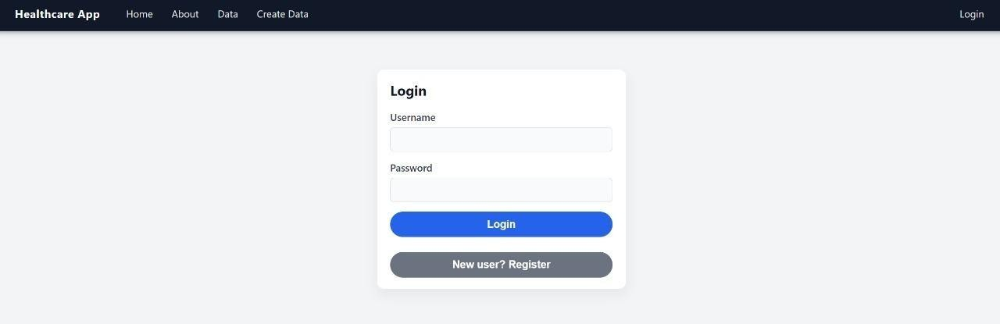 Healthcare App Home About Data Create Data Login
Login
Username
Password
Login
New user? Register